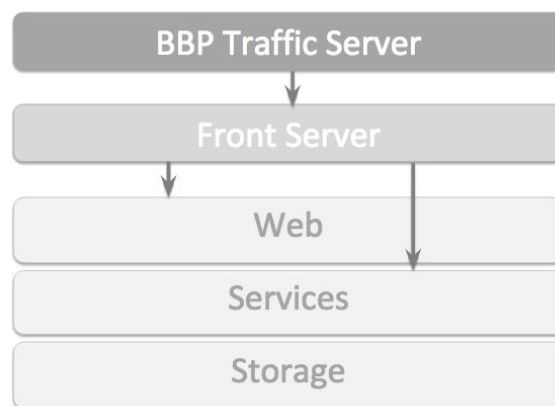 BBP Traffic Server
Front Server
Web
Services
Storage